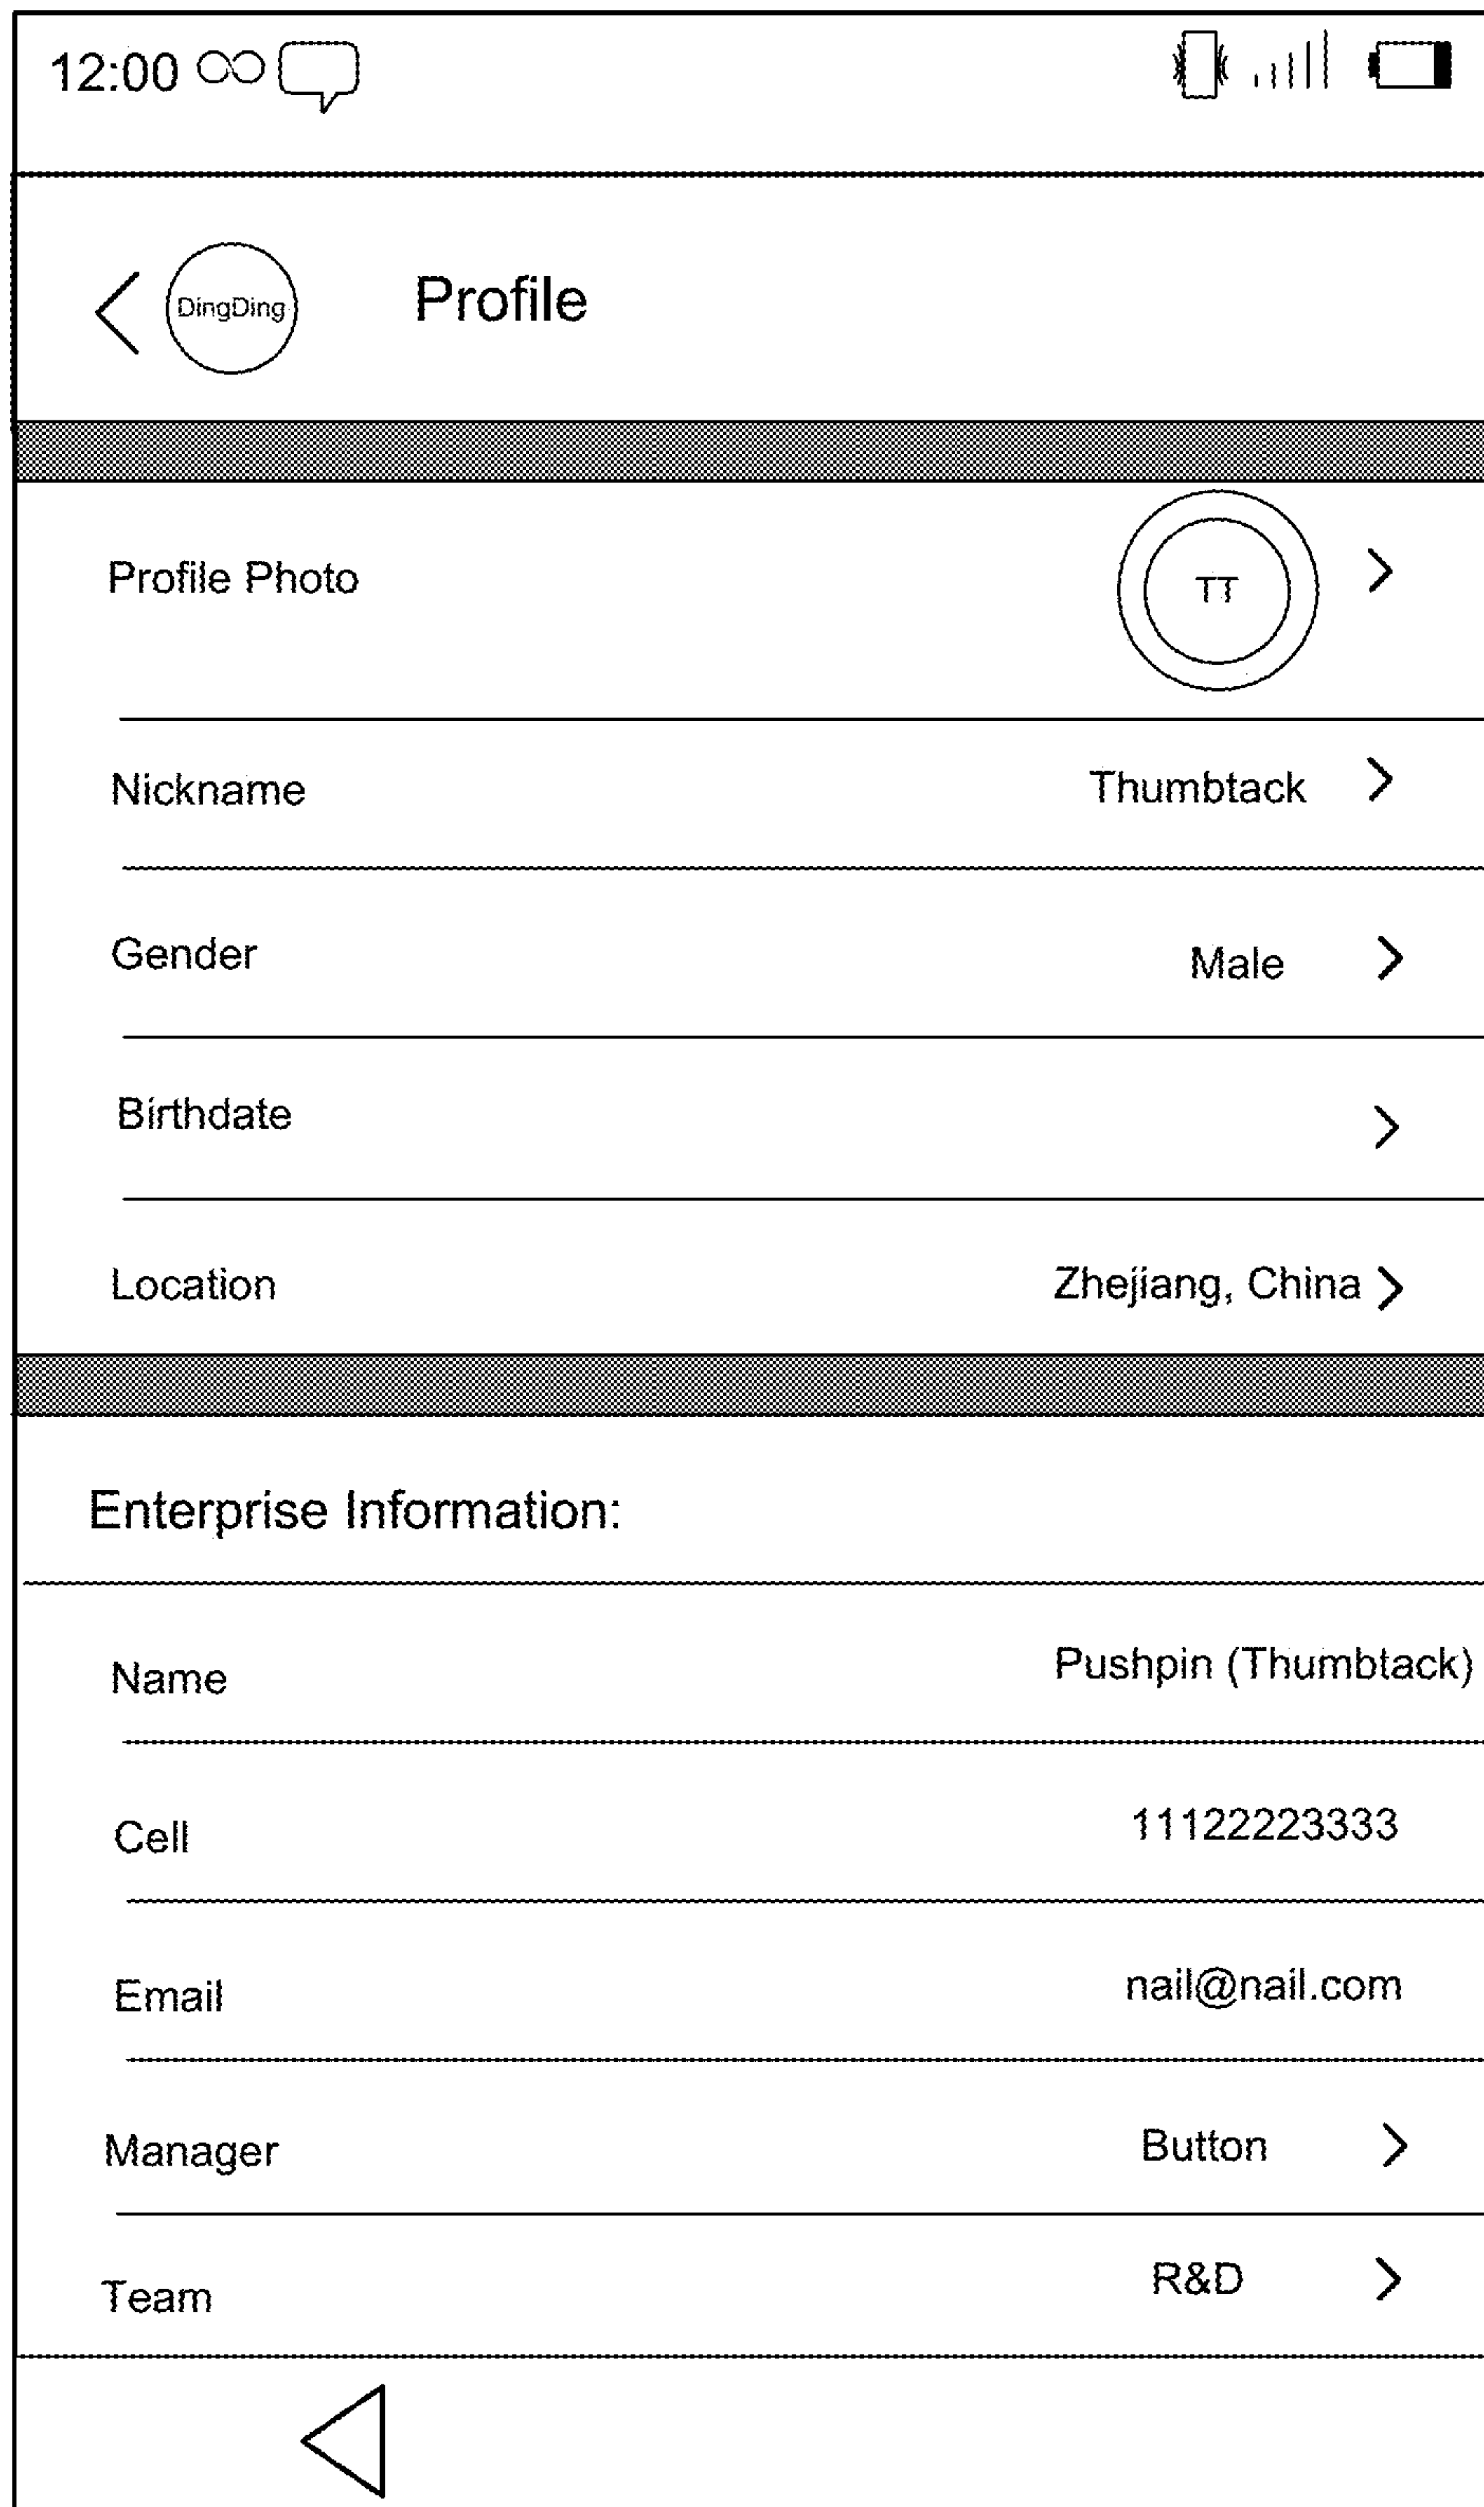 12:00
DingDing Profile
Profile Photo TT
Nickname Thumbtack
Gender Male
Birthdate
Location Zhejiang, China
Enterprise Information:
Name Pushpin (Thumbtack)
Cell 11122223333
Email nail@nail.com
Manager Button
Team R&D